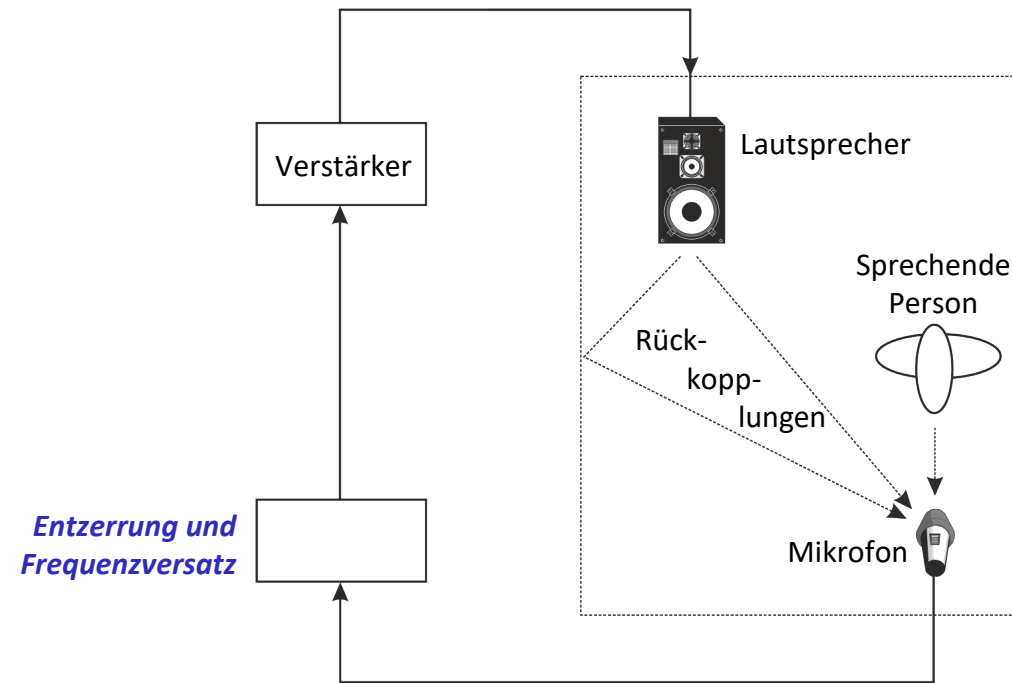 Verstärker
Lautsprecher
Sprechende
Person
Rück-
kopp-
lungen
Mikrofon
Entzerrung und
Frequenzversatz